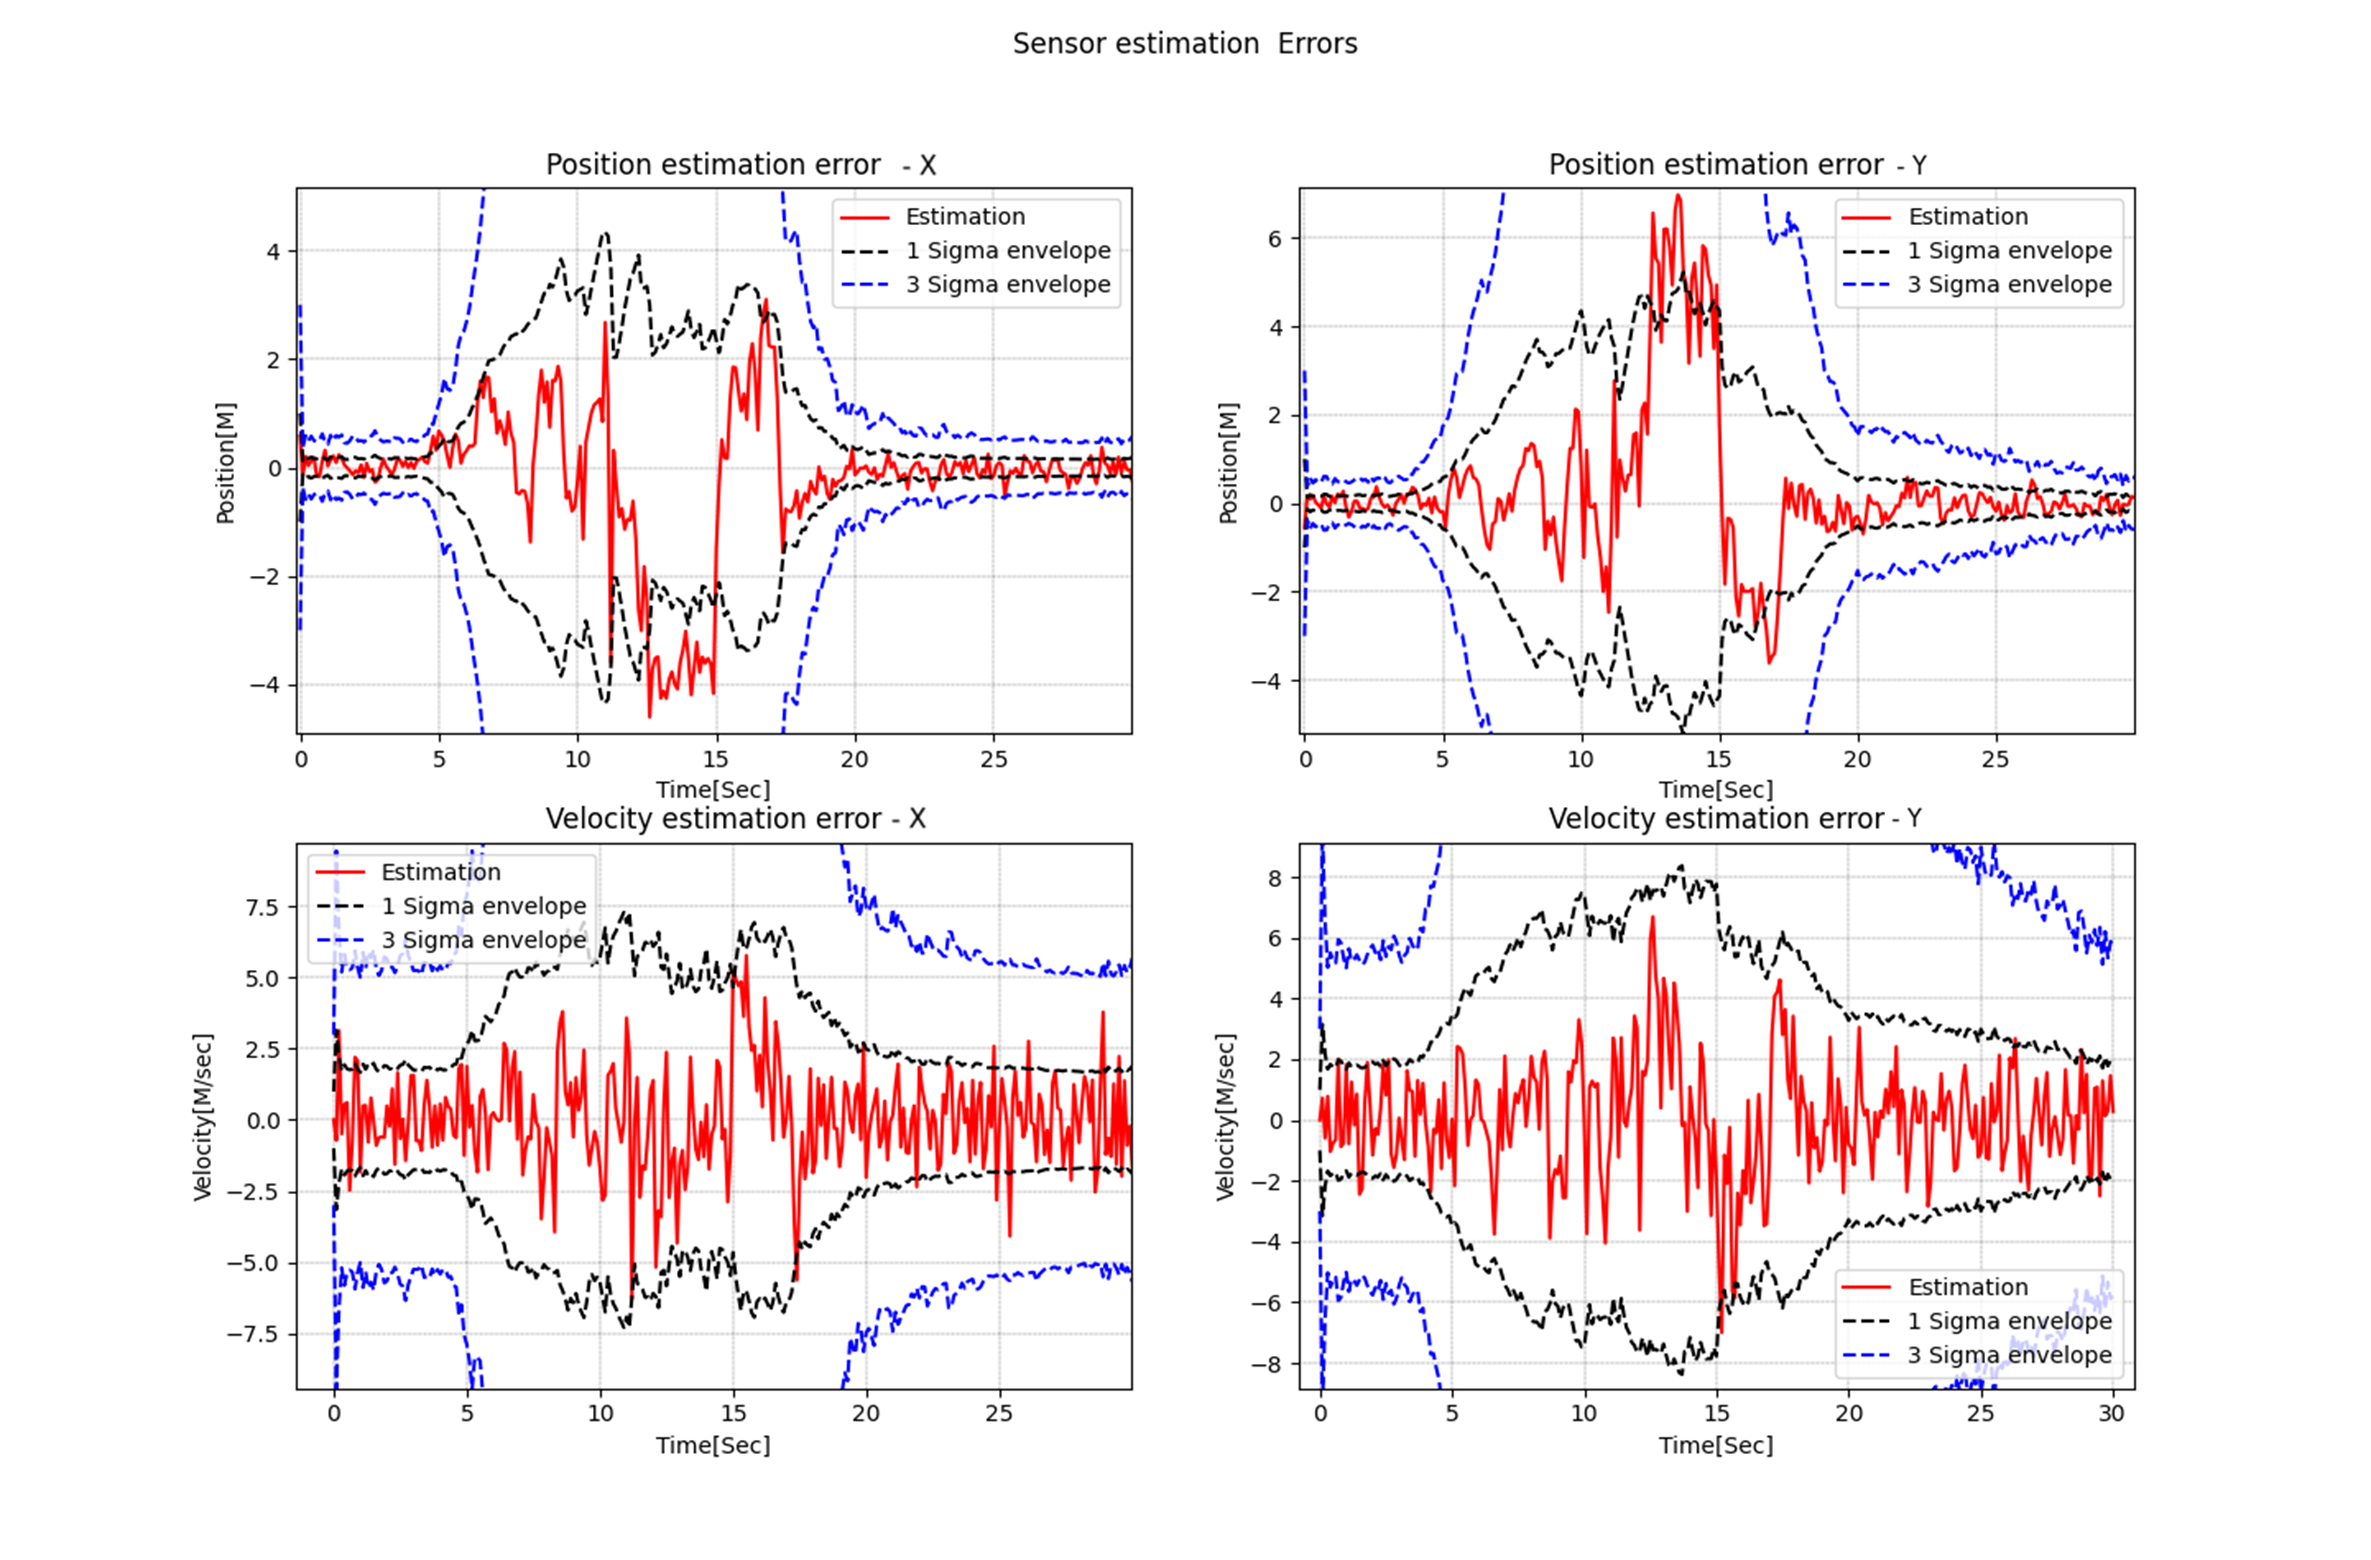 Sensor estimation  Errors
Position estimation error  - X
Estimation
1 Sigma envelope
3 Sigma envelope
4
2
0
−2
−4
Position[M]
0 5 10 15 20 25
Time[Sec]
Position estimation error - Y
Estimation
1 Sigma envelope
3 Sigma envelope
6
4
2
0
−2
−4
Position[M]
0 5 10 15 20 25
Time[Sec]
Velocity estimation error - X
Estimation
1 Sigma envelope
3 Sigma envelope
7.5
5.0
2.5
0.0
−2.5
−5.0
−7.5
Velocity[M/sec]
0 5 10 15 20 25
Time[Sec]
Velocity estimation error - Y
8
6
4
2
0
−2
−4
−6
−8
Velocity[M/sec]
Estimation
1 Sigma envelope
3 Sigma envelope
0 5 10 15 20 25 30
Time[Sec]